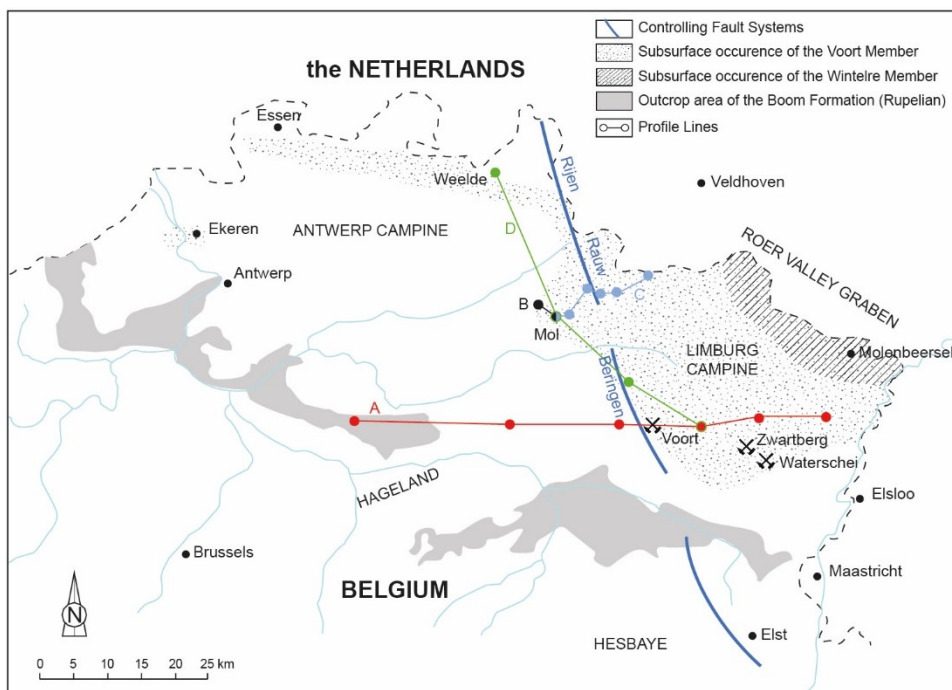 Controlling Fault Systems
Subsurface occurence of the Voort Member
Subsurface occurence of the Wintelre Member
Outcrop area of the Boom Formation (Rupelian)
Profile Lines
the NETHERLANDS
Essen
Weelde
Rijen
Veldhoven
Ekeren
ANTWERP CAMPINE
D
ROER VALLEY GRABEN
Antwerp
Rauw
C
B
Mol
LIMBURG
CAMPINE
Molenbeersel
Beringen
A
Voort
Zwartberg
Waterschei
HAGELAND
Elsloo
Brussels
BELGIUM
Maastricht
N
HESBAYE
Elst
0 5 10 15 20 25 km